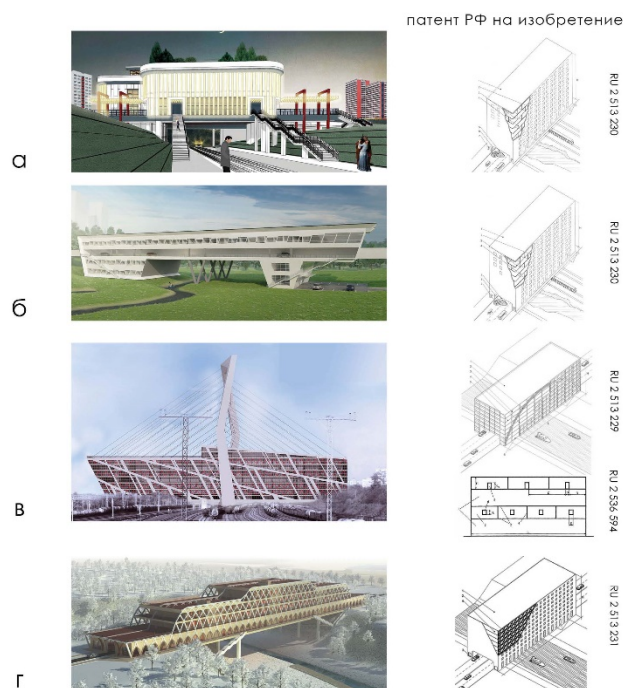 патент РФ на изобретение
а
RU 2 513 230
б
RU 2 513 230
в
RU 2 513 229
RU 2 536 594
г
RU 2 513 231